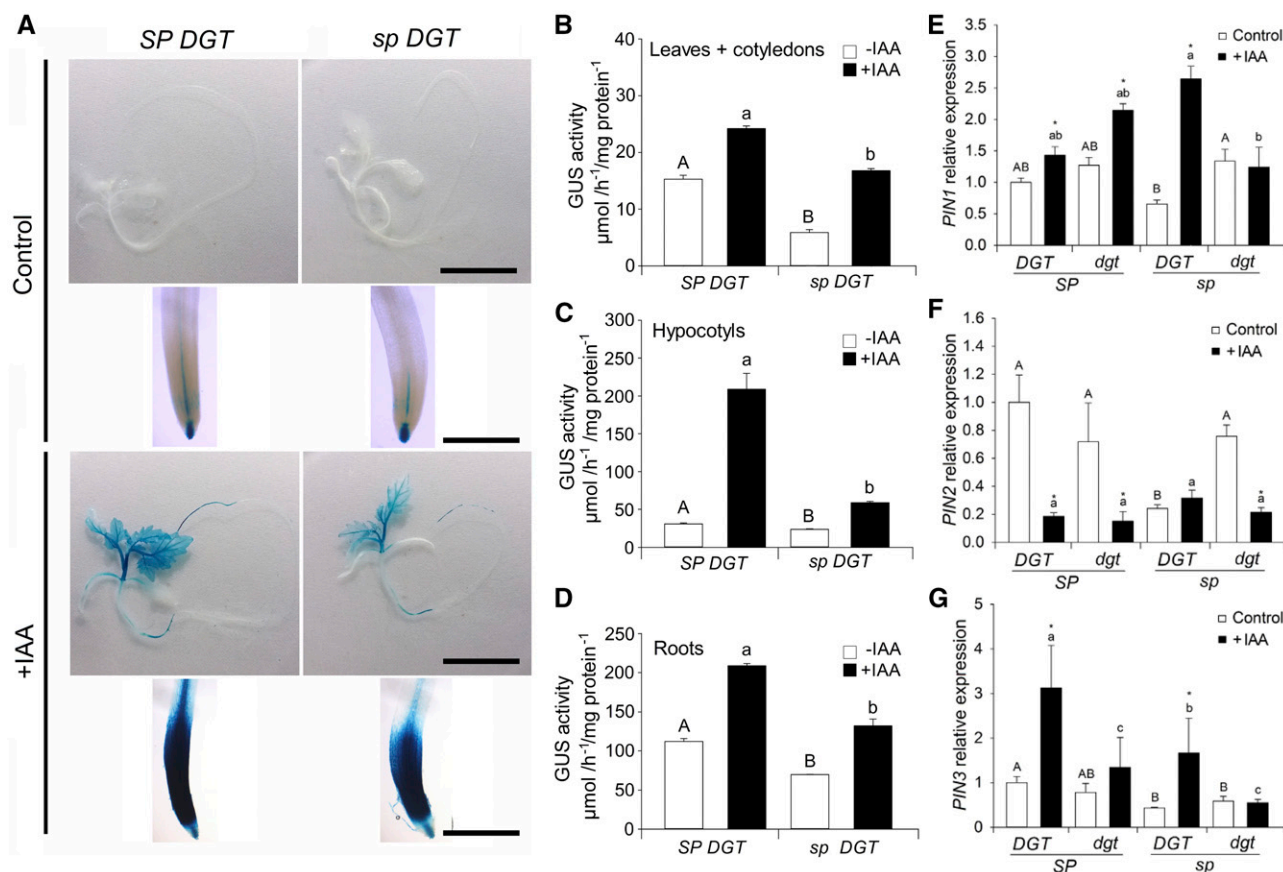 A
SP DGT
sp DGT
Control
+IAA
B
Leaves + cotyledons
-IAA
+IAA
GUS activity
µmol /h⁻¹/mg protein⁻¹
40
30
20
10
0
A
a
B
b
SP DGT
sp DGT
C
Hypocotyls
-IAA
+IAA
GUS activity
µmol /h⁻¹ /mg protein⁻¹
300
250
200
150
100
50
0
A
a
B
b
SP DGT
sp DGT
D
Roots
-IAA
+IAA
GUS activity
µmol /h⁻¹/mg protein⁻¹
250
200
150
100
50
0
A
a
B
b
SP DGT
sp DGT
E
Control
+IAA
PIN1 relative expression
3.0
2.5
2.0
1.5
1.0
0.5
0.0
AB
* ab
AB
* ab
B
* a
A
b
DGT dgt DGT dgt
SP sp
F
Control
+IAA
PIN2 relative expression
1.6
1.4
1.2
1.0
0.8
0.6
0.4
0.2
0.0
A
* a
A
* a
B
a
A
* a
DGT dgt DGT dgt
SP sp
G
Control
+IAA
PIN3 relative expression
5
4
3
2
1
0
A
* a
AB
c
B
* b
B
c
DGT dgt DGT dgt
SP sp